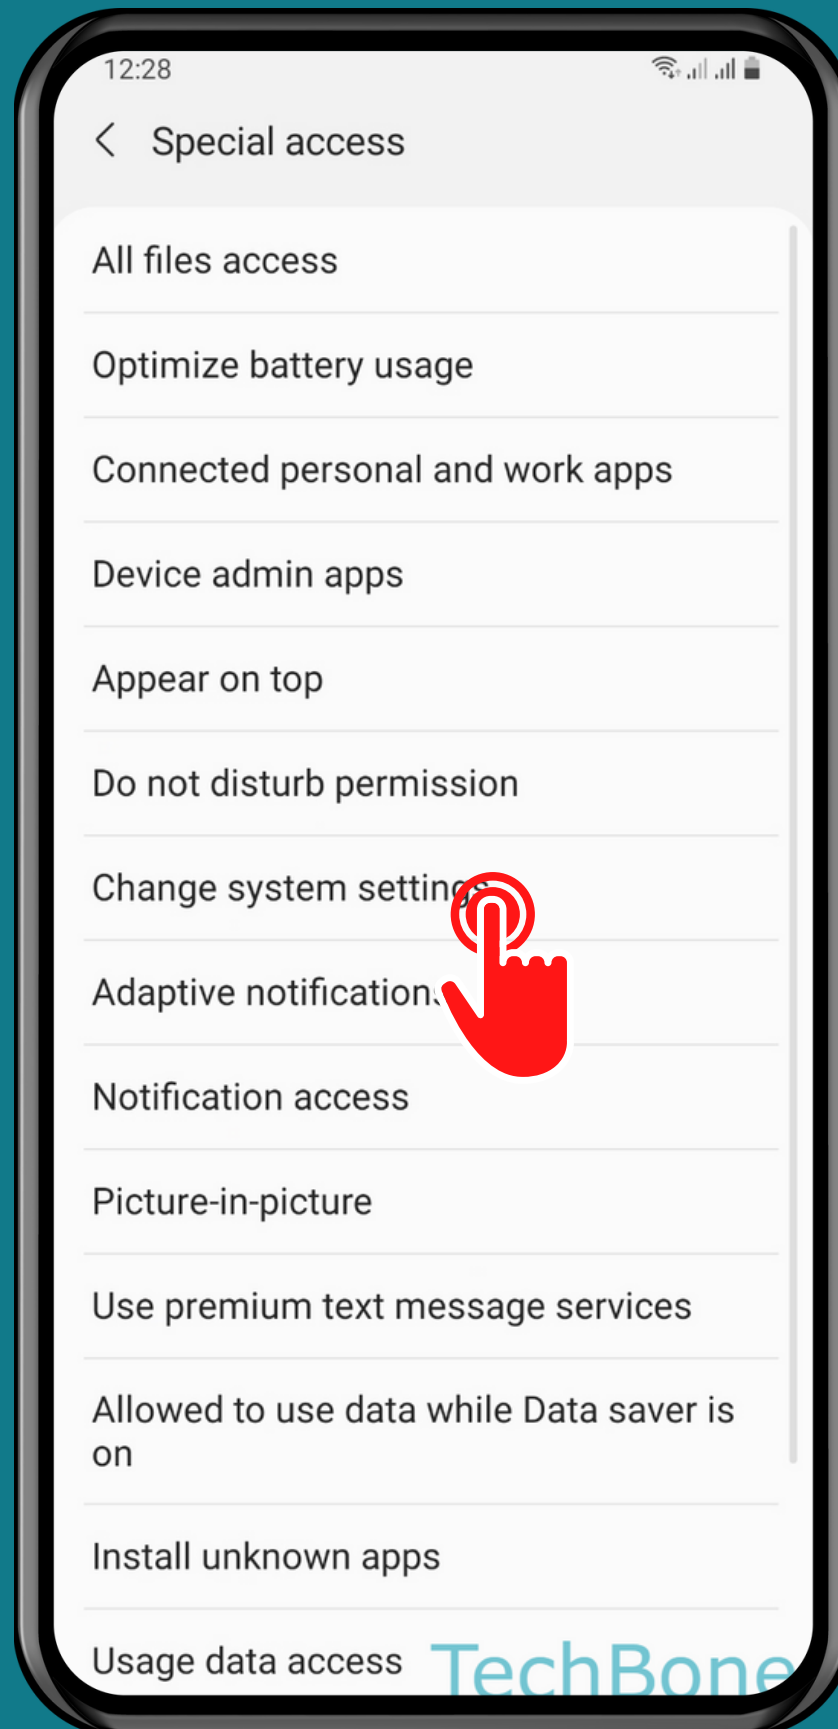 12:28
Special access
All files access
Optimize battery usage
Connected personal and work apps
Device admin apps
Appear on top
Do not disturb permission
Change system settings
Adaptive notifications
Notification access
Picture-in-picture
Use premium text message services
Allowed to use data while Data saver is
on
Install unknown apps
Usage data access
TechBone